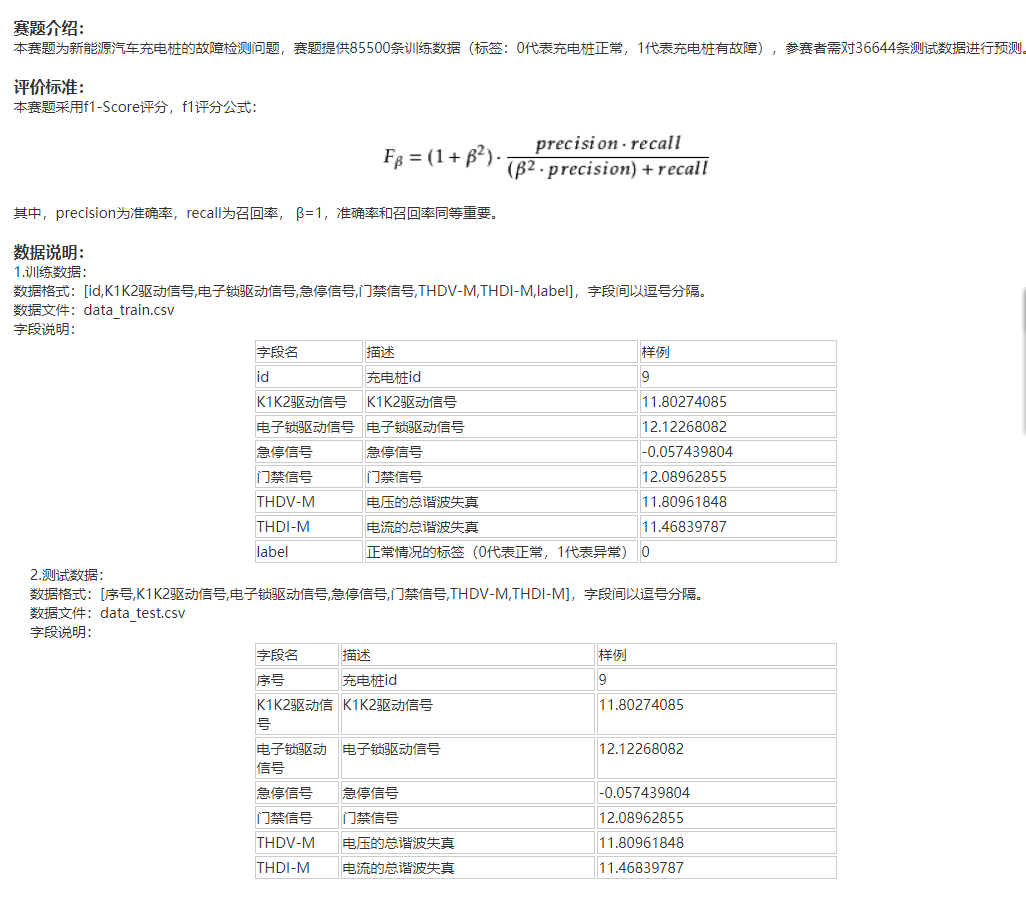 赛题介绍：
本赛题为新能源汽车充电桩的故障检测问题，赛题提供85500条训练数据（标签：0代表充电桩正常，1代表充电桩有故障），参赛者需对36644条测试数据进行预测。
评价标准：
本赛题采用f1-Score评分，f1评分公式：
Fβ = (1 + β²) · precision · recall / (β² · precision) + recall
其中，precision为准确率，recall为召回率， β=1，准确率和召回率同等重要。
数据说明：
1.训练数据：
数据格式：[id,K1K2驱动信号,电子锁驱动信号,急停信号,门禁信号,THDV-M,THDI-M,label]，字段间以逗号分隔。
数据文件：data_train.csv
字段说明：
字段名 描述 样例
id 充电桩id 9
K1K2驱动信号 K1K2驱动信号 11.80274085
电子锁驱动信号 电子锁驱动信号 12.12268082
急停信号 急停信号 -0.057439804
门禁信号 门禁信号 12.08962855
THDV-M 电压的总谐波失真 11.80961848
THDI-M 电流的总谐波失真 11.46839787
label 正常情况的标签（0代表正常，1代表异常） 0
2.测试数据：
数据格式：[序号,K1K2驱动信号,电子锁驱动信号,急停信号,门禁信号,THDV-M,THDI-M]，字段间以逗号分隔。
数据文件：data_test.csv
字段说明：
字段名 描述 样例
序号 充电桩id 9
K1K2驱动信 K1K2驱动信号 11.80274085
号
电子锁驱动 电子锁驱动信号 12.12268082
信号
急停信号 急停信号 -0.057439804
门禁信号 门禁信号 12.08962855
THDV-M 电压的总谐波失真 11.80961848
THDI-M 电流的总谐波失真 11.46839787